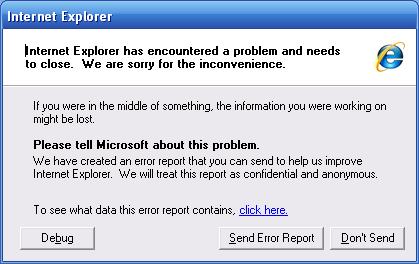 Internet Explorer
Internet Explorer has encountered a problem and needs
to close. We are sorry for the inconvenience.
If you were in the middle of something, the information you were working on
might be lost.
Please tell Microsoft about this problem.
We have created an error report that you can send to help us improve
Internet Explorer. We will treat this report as confidential and anonymous.
To see what data this error report contains, click here.
Debug Send Error Report Don't Send